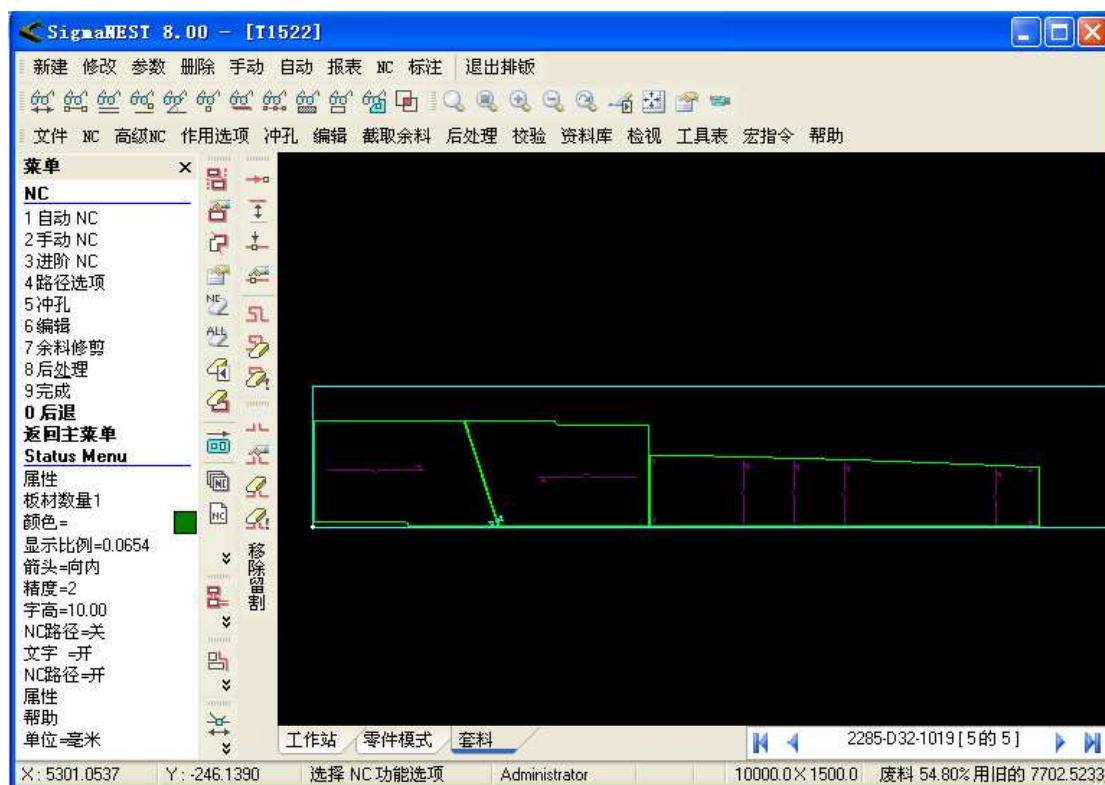 SigmaNEST 8.00 - [T1522]
新建 修改 参数 删除 手动 自动 报表 NC 标注 退出排钣
文件 NC 高级NC 作用选项 冲孔 编辑 截取余料 后处理 校验 资料库 检视 工具表 宏指令 帮助
菜单
NC
1 自动 NC
2 手动 NC
3 进阶 NC
4 路径选项
5 冲孔
6 编辑
7 余料修剪
8 后处理
9 完成
0 后退
返回主菜单
Status Menu
属性
板材数量1
颜色=
显示比例=0.0654
箭头=向内
精度=2
字高=10.00
NC路径=关
文字 =开
NC路径=开
属性
帮助
单位=毫米
NC
ALL
NC
NC
移除留割
工作站 零件模式 套料
2285-D32-1019 [ 5 的 5 ]
X : 5301.0537 Y : -246.1390 选择 NC 功能选项 Administrator 10000.0 X 1500.0 废料 54.80% 用旧的 7702.5233